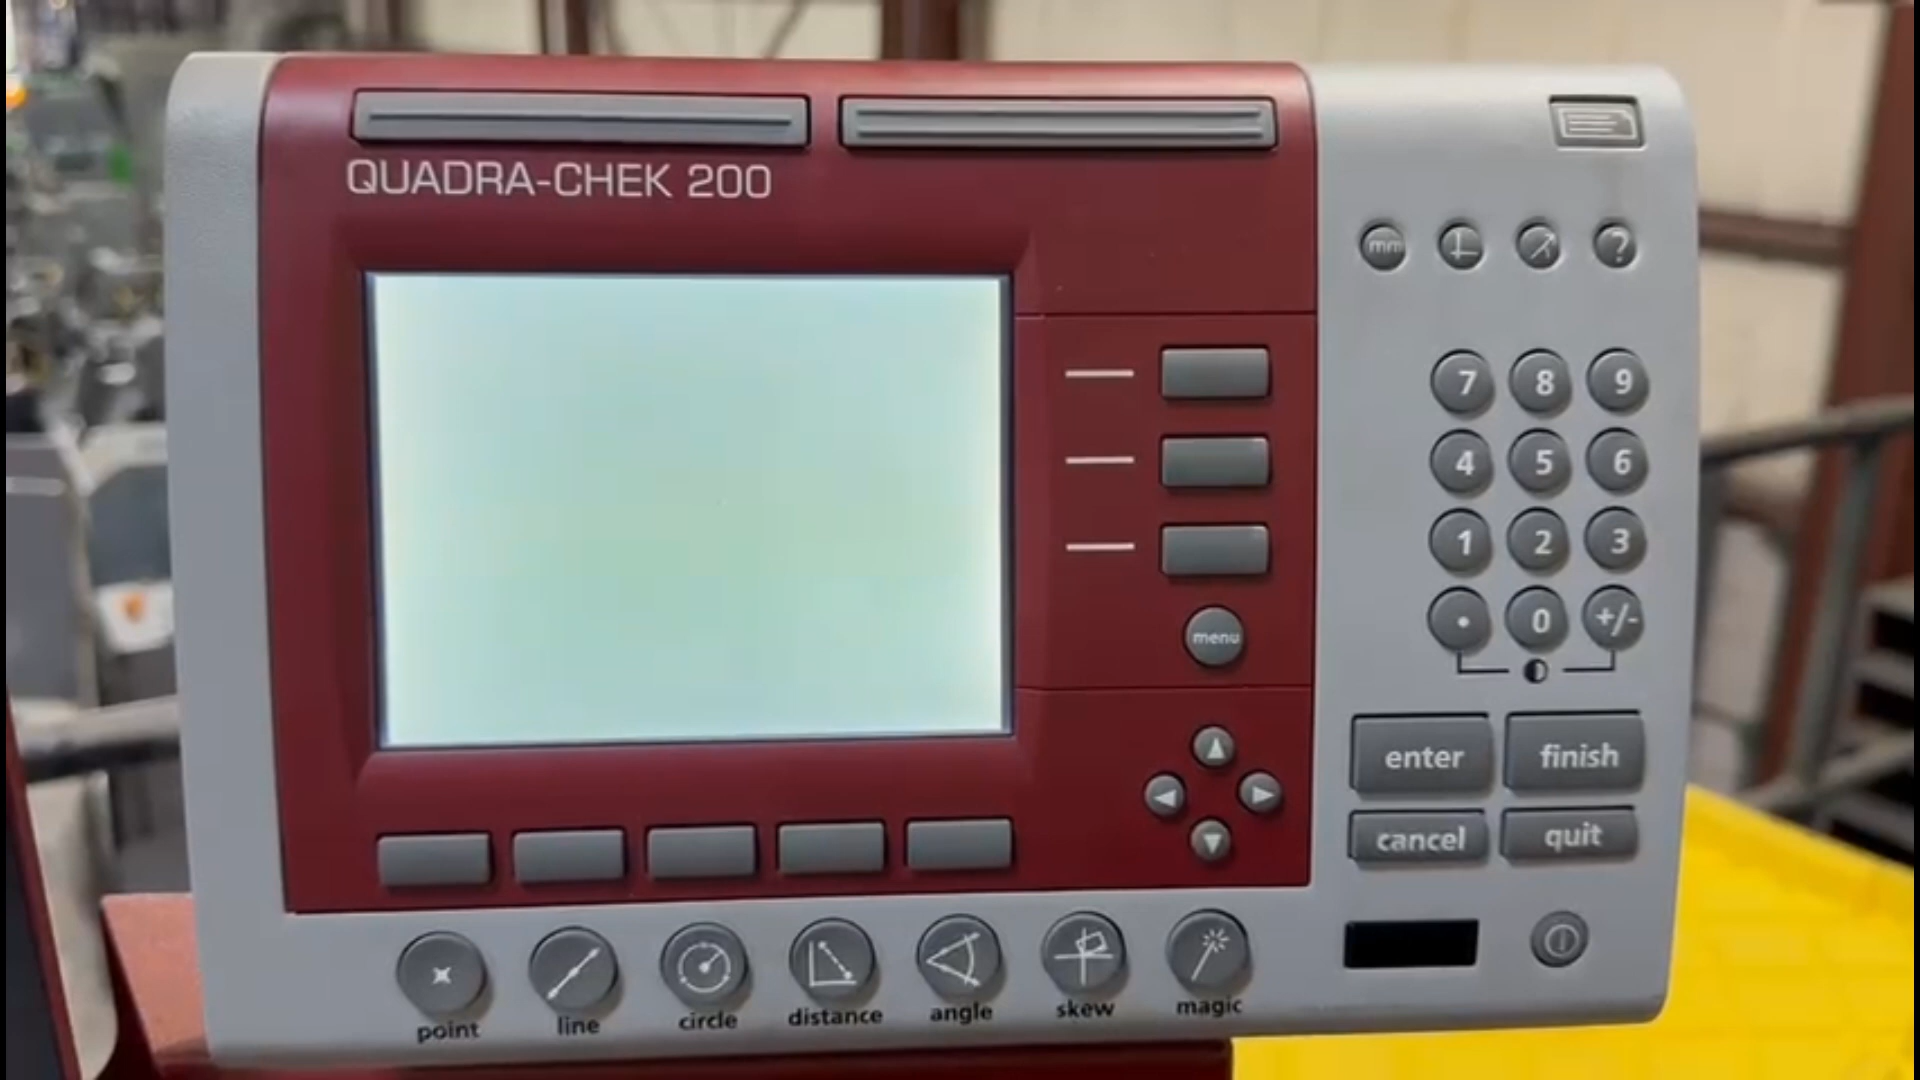 QUADRA-CHEK 200
mm ?
7 8 9
4 5 6
1 2 3
. 0 +/-
menu
enter finish
cancel quit
point line circle distance angle skew magic